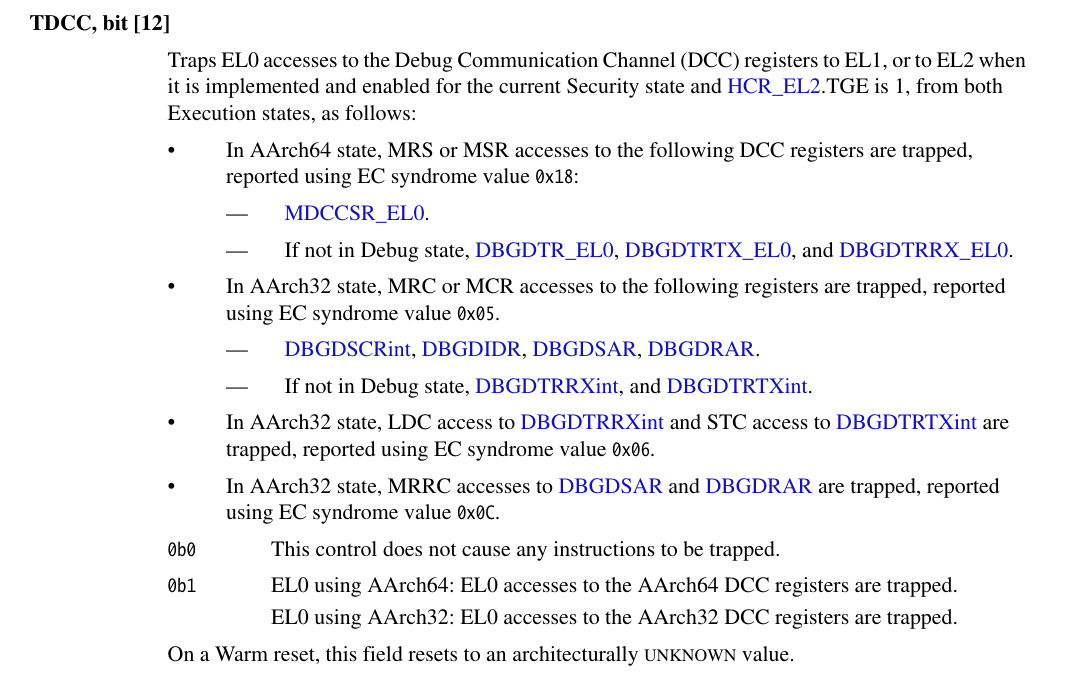 TDCC, bit [12]
Traps EL0 accesses to the Debug Communication Channel (DCC) registers to EL1, or to EL2 when
it is implemented and enabled for the current Security state and HCR_EL2.TGE is 1, from both
Execution states, as follows:
• In AArch64 state, MRS or MSR accesses to the following DCC registers are trapped,
reported using EC syndrome value 0x18:
— MDCCSR_EL0.
— If not in Debug state, DBGDTR_EL0, DBGDTRTX_EL0, and DBGDTRRX_EL0.
• In AArch32 state, MRC or MCR accesses to the following registers are trapped, reported
using EC syndrome value 0x05.
— DBGDSCRint, DBGDIDR, DBGDSAR, DBGDRAR.
— If not in Debug state, DBGDTRRXint, and DBGDTRTXint.
• In AArch32 state, LDC access to DBGDTRRXint and STC access to DBGDTRTXint are
trapped, reported using EC syndrome value 0x06.
• In AArch32 state, MRRC accesses to DBGDSAR and DBGDRAR are trapped, reported
using EC syndrome value 0x0C.
0b0 This control does not cause any instructions to be trapped.
0b1 EL0 using AArch64: EL0 accesses to the AArch64 DCC registers are trapped.
EL0 using AArch32: EL0 accesses to the AArch32 DCC registers are trapped.
On a Warm reset, this field resets to an architecturally UNKNOWN value.